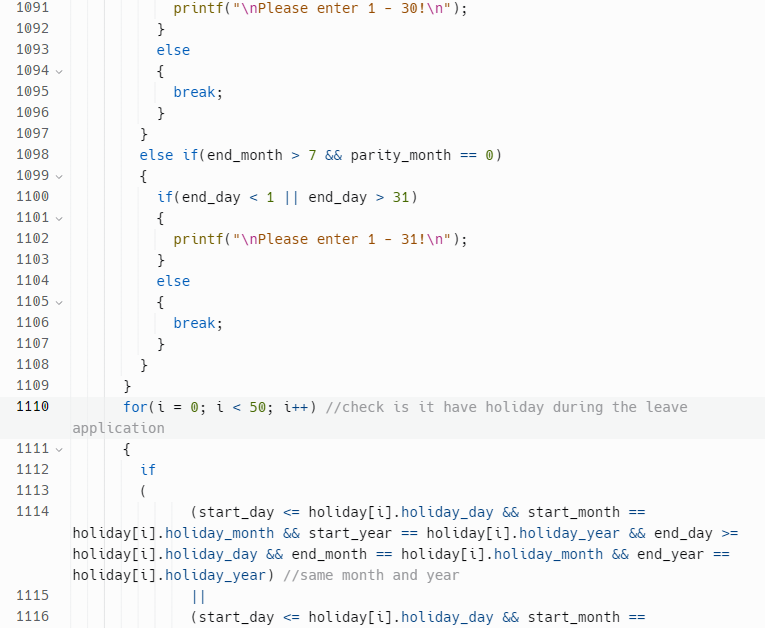 1091 printf("\nPlease enter 1 - 30!\n");
1092 }
1093 else
1094 {
1095 break;
1096 }
1097 }
1098 else if(end_month > 7 && parity_month == 0)
1099 {
1100 if(end_day < 1 || end_day > 31)
1101 {
1102 printf("\nPlease enter 1 - 31!\n");
1103 }
1104 else
1105 {
1106 break;
1107 }
1108 }
1109 }
1110 for(i = 0; i < 50; i++) //check is it have holiday during the leave
application
1111 {
1112 if
1113 (
1114 (start_day <= holiday[i].holiday_day && start_month ==
holiday[i].holiday_month && start_year == holiday[i].holiday_year && end_day >=
holiday[i].holiday_day && end_month == holiday[i].holiday_month && end_year ==
holiday[i].holiday_year) //same month and year
1115 ||
1116 (start_day <= holiday[i].holiday_day && start_month ==